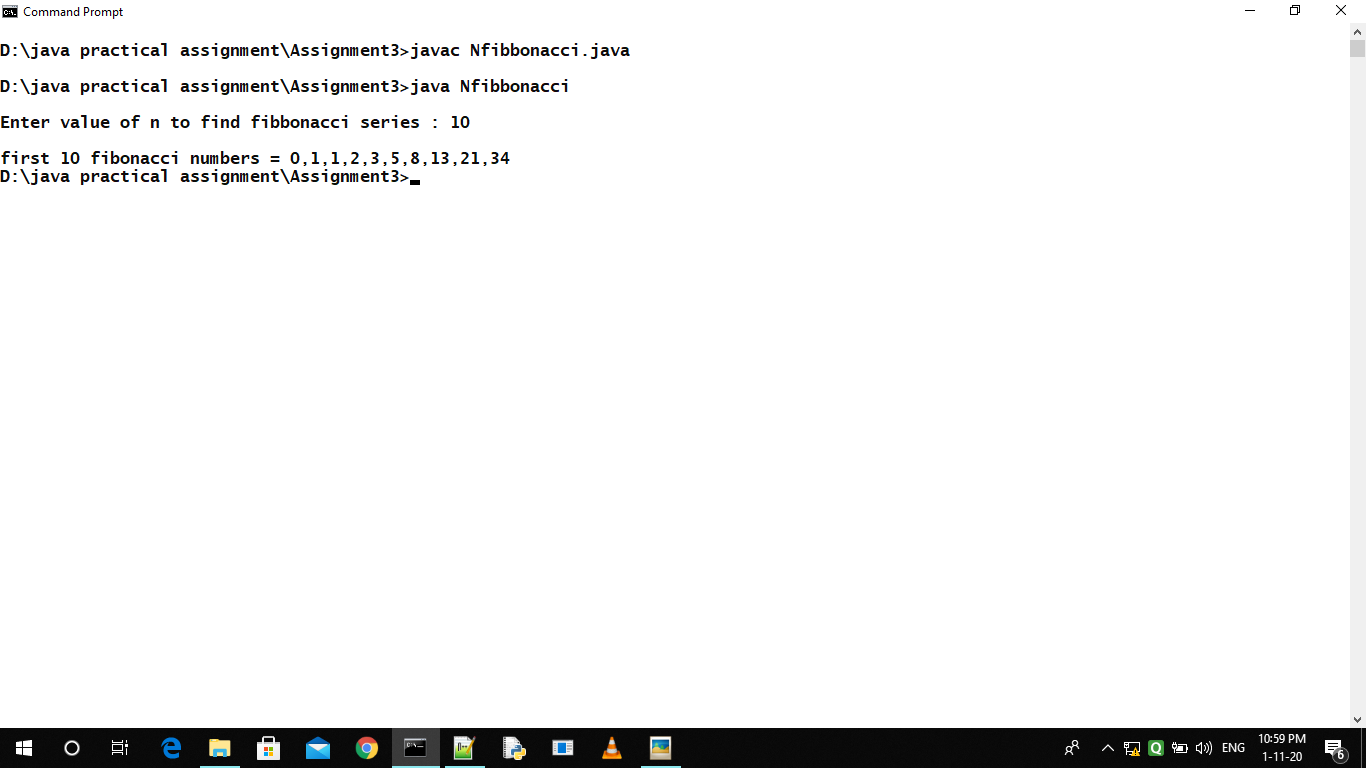 Command Prompt
D:\java practical assignment\Assignment3>javac Nfibbonacci.java
D:\java practical assignment\Assignment3>java Nfibbonacci
Enter value of n to find fibbonacci series : 10
first 10 fibonacci numbers = 0,1,1,2,3,5,8,13,21,34
D:\java practical assignment\Assignment3>
ENG
10:59 PM
1-11-20
6